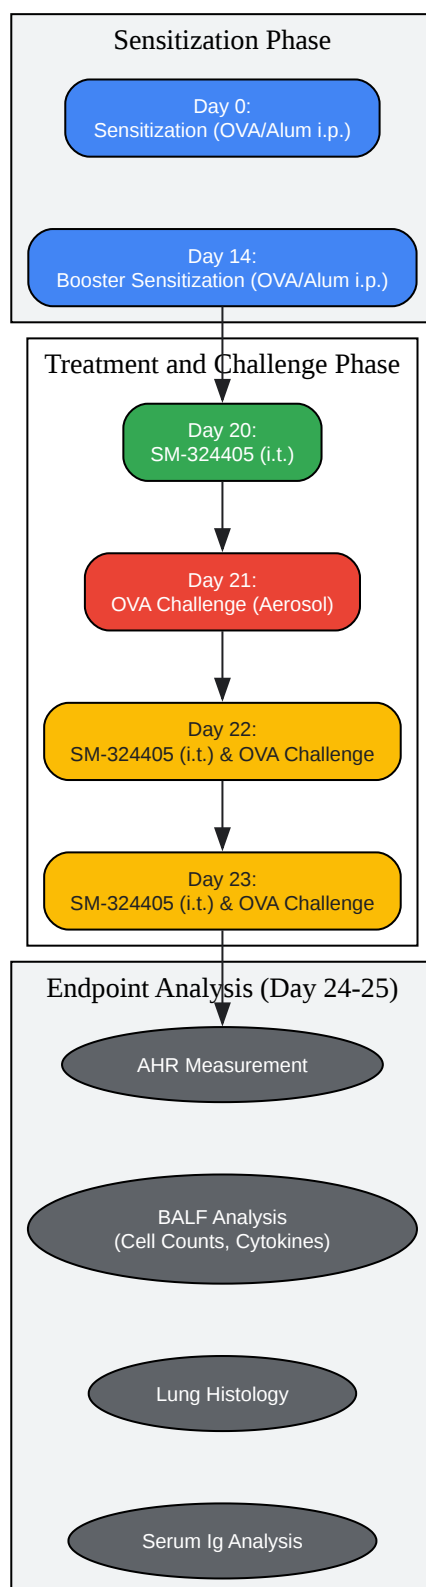 Sensitization Phase
Day 0:
Sensitization (OVA/Alum i.p.)
Day 14:
Booster Sensitization (OVA/Alum i.p.)
Treatment and Challenge Phase
Day 20:
SM-324405 (i.t.)
Day 21:
OVA Challenge (Aerosol)
Day 22:
SM-324405 (i.t.) & OVA Challenge
Day 23:
SM-324405 (i.t.) & OVA Challenge
Endpoint Analysis (Day 24-25)
AHR Measurement
BALF Analysis
(Cell Counts, Cytokines)
Lung Histology
Serum Ig Analysis